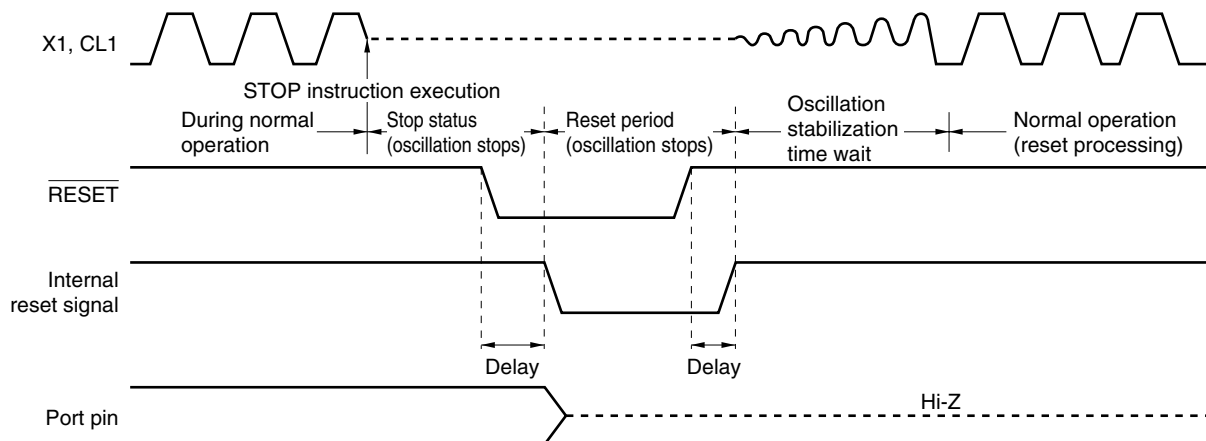 X1, CL1
STOP instruction execution
During normal
operation
Stop status
(oscillation stops)
Reset period
(oscillation stops)
Oscillation
stabilization
time wait
Normal operation
(reset processing)
RESET
Internal
reset signal
Delay
Delay
Port pin
Hi-Z